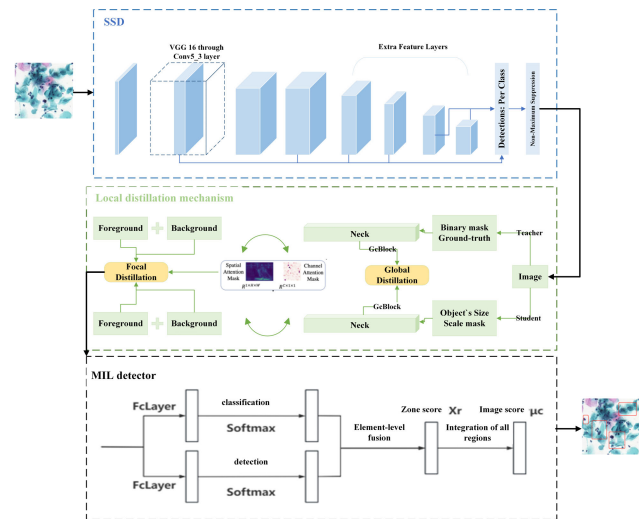 SSD
VGG 16 through
Conv5_3 layer
Extra Feature Layers
Detections: Per Class
Non-Maximum Suppression
Local distillation mechanism
Foreground
Background
Neck
Binary mask
Ground-truth
Teacher
GcBlock
Focal
Distillation
Spatial
Attention
Mask
Channel
Attention
Mask
R^{1×H×W}
R^{C×1×1}
Global
Distillation
Image
GcBlock
Foreground
Background
Neck
Object`s Size
Scale mask
Student
MIL detector
FcLayer
classification
Softmax
Zone score Xr
Image score μc
Element-level
fusion
Integration of all
regions
FcLayer
detection
Softmax